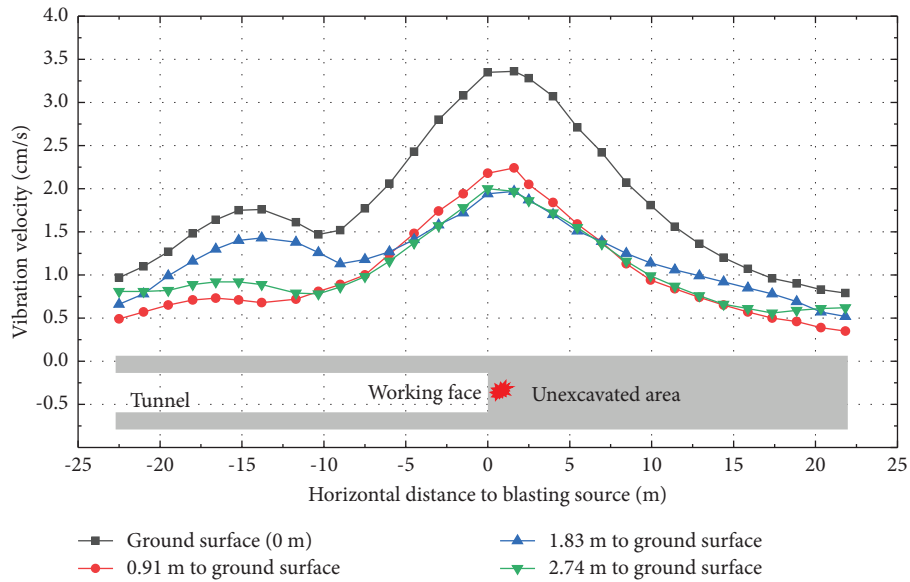 Vibration velocity (cm/s)
4.0
3.5
3.0
2.5
2.0
1.5
1.0
0.5
0.0
-0.5
Tunnel
Working face
Unexcavated area
-25 -20 -15 -10 -5 0 5 10 15 20 25
Horizontal distance to blasting source (m)
Ground surface (0 m)
0.91 m to ground surface
1.83 m to ground surface
2.74 m to ground surface